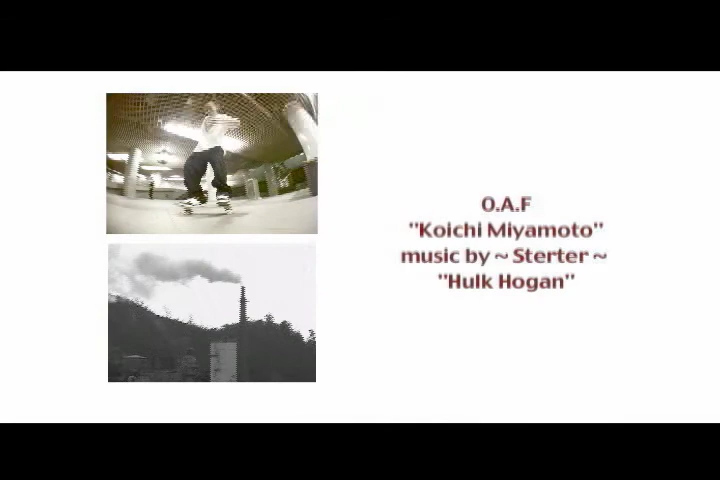 O.A.F
"Koichi Miyamoto"
music by ~ Sterter ~
"Hulk Hogan"